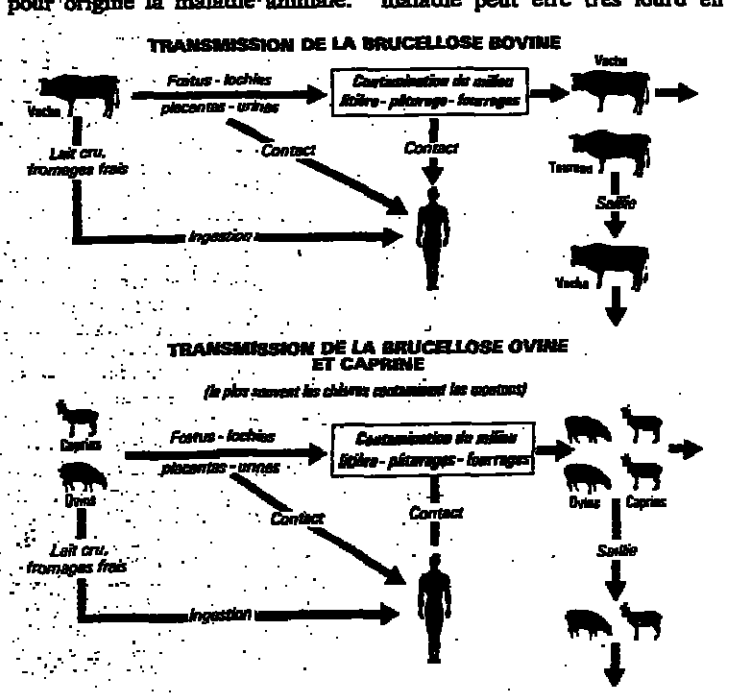 pour origine la maladie animale. maladie peut être très lourd en
TRANSMISSION DE LA BRUCELLOSE BOVINE
Vache
Fœtus - lochies
placentas - urines
Contamination du milieu
litière - pâturage - fourrages
Vache
Lait cru,
fromages frais
Contact
Contact
Taureau
Saillie
Ingestion
Vache
TRANSMISSION DE LA BRUCELLOSE OVINE
ET CAPRINE
(le plus souvent les chèvres contaminent les moutons)
Caprins
Ovins
Fœtus - lochies
placentas - urines
Contamination du milieu
litière - pâturages - fourrages
Ovins
Caprins
Contact
Contact
Lait cru,
fromages frais
Saillie
Ingestion